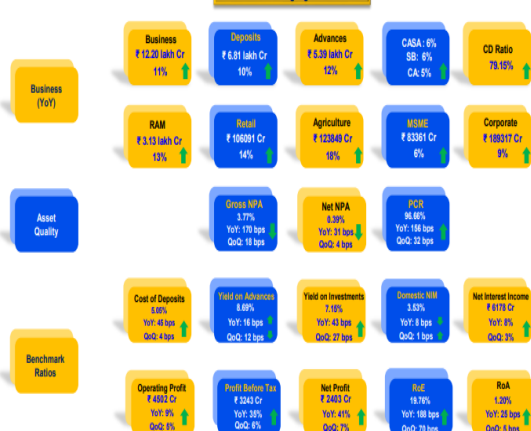 Business
(YoY)
Business
₹ 12.20 lakh Cr
11%
Deposits
₹ 6.81 lakh Cr
10%
Advances
₹ 5.39 lakh Cr
12%
CASA : 6%
SB: 6%
CA: 5%
CD Ratio
79.15%
RAM
₹ 3.13 lakh Cr
13%
Retail
₹ 106091 Cr
14%
Agriculture
₹ 123849 Cr
18%
MSME
₹ 83361 Cr
6%
Corporate
₹ 189317 Cr
9%
Asset
Quality
Gross NPA
3.77%
YoY: 170 bps
QoQ: 18 bps
Net NPA
0.39%
YoY: 31 bps
QoQ: 4 bps
PCR
96.66%
YoY: 156 bps
QoQ: 32 bps
Benchmark
Ratios
Cost of Deposits
5.05%
YoY: 45 bps
QoQ: 4 bps
Yield on Advances
8.69%
YoY: 16 bps
QoQ: 12 bps
Yield on Investments
7.15%
YoY: 43 bps
QoQ: 27 bps
Domestic NIM
3.53%
YoY: 8 bps
QoQ: 1 bps
Net Interest Income
₹ 6178 Cr
YoY: 8%
QoQ: 3%
Operating Profit
₹ 4502 Cr
YoY: 9%
QoQ: 5%
Profit Before Tax
₹ 3243 Cr
YoY: 35%
QoQ: 6%
Net Profit
₹ 2403 Cr
YoY: 41%
QoQ: 7%
RoE
19.76%
YoY: 188 bps
QoQ: 70 bps
RoA
1.20%
YoY: 25 bps
QoQ: 5 bps